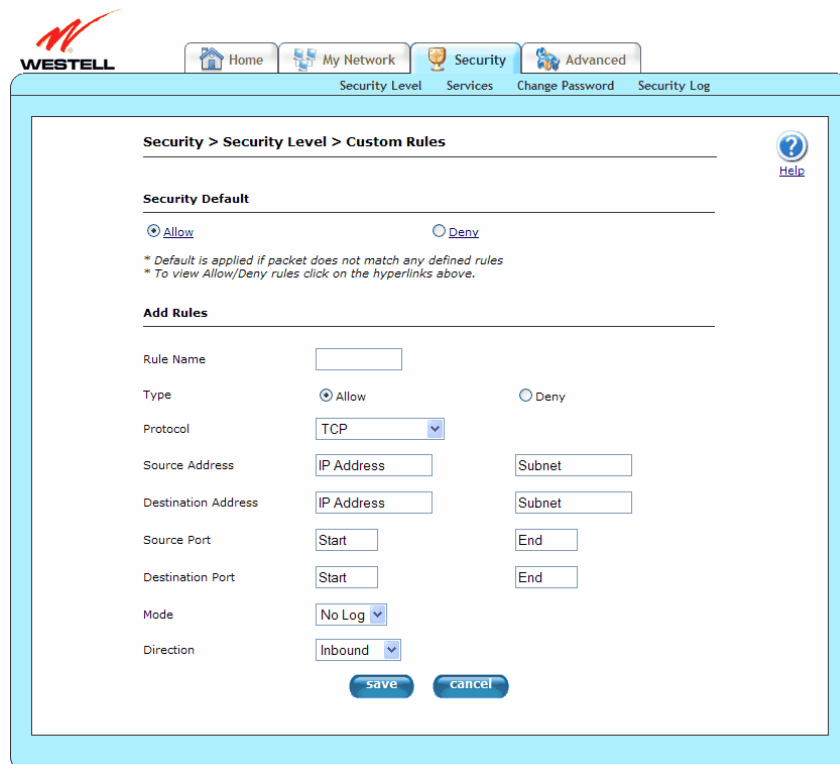 WESTELL
Home My Network Security Advanced
Security Level Services Change Password Security Log
Security > Security Level > Custom Rules
Help
Security Default
Allow Deny
* Default is applied if packet does not match any defined rules
* To view Allow/Deny rules click on the hyperlinks above.
Add Rules
Rule Name
Type Allow Deny
Protocol TCP
Source Address IP Address Subnet
Destination Address IP Address Subnet
Source Port Start End
Destination Port Start End
Mode No Log
Direction Inbound
save cancel